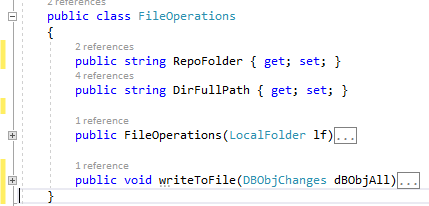 2 references
public class FileOperations
{
2 references
public string RepoFolder { get; set; }
4 references
public string DirFullPath { get; set; }
1 reference
public FileOperations(LocalFolder lf)...
1 reference
public void writeToFile(DBObjChanges dBObjAll)...
}